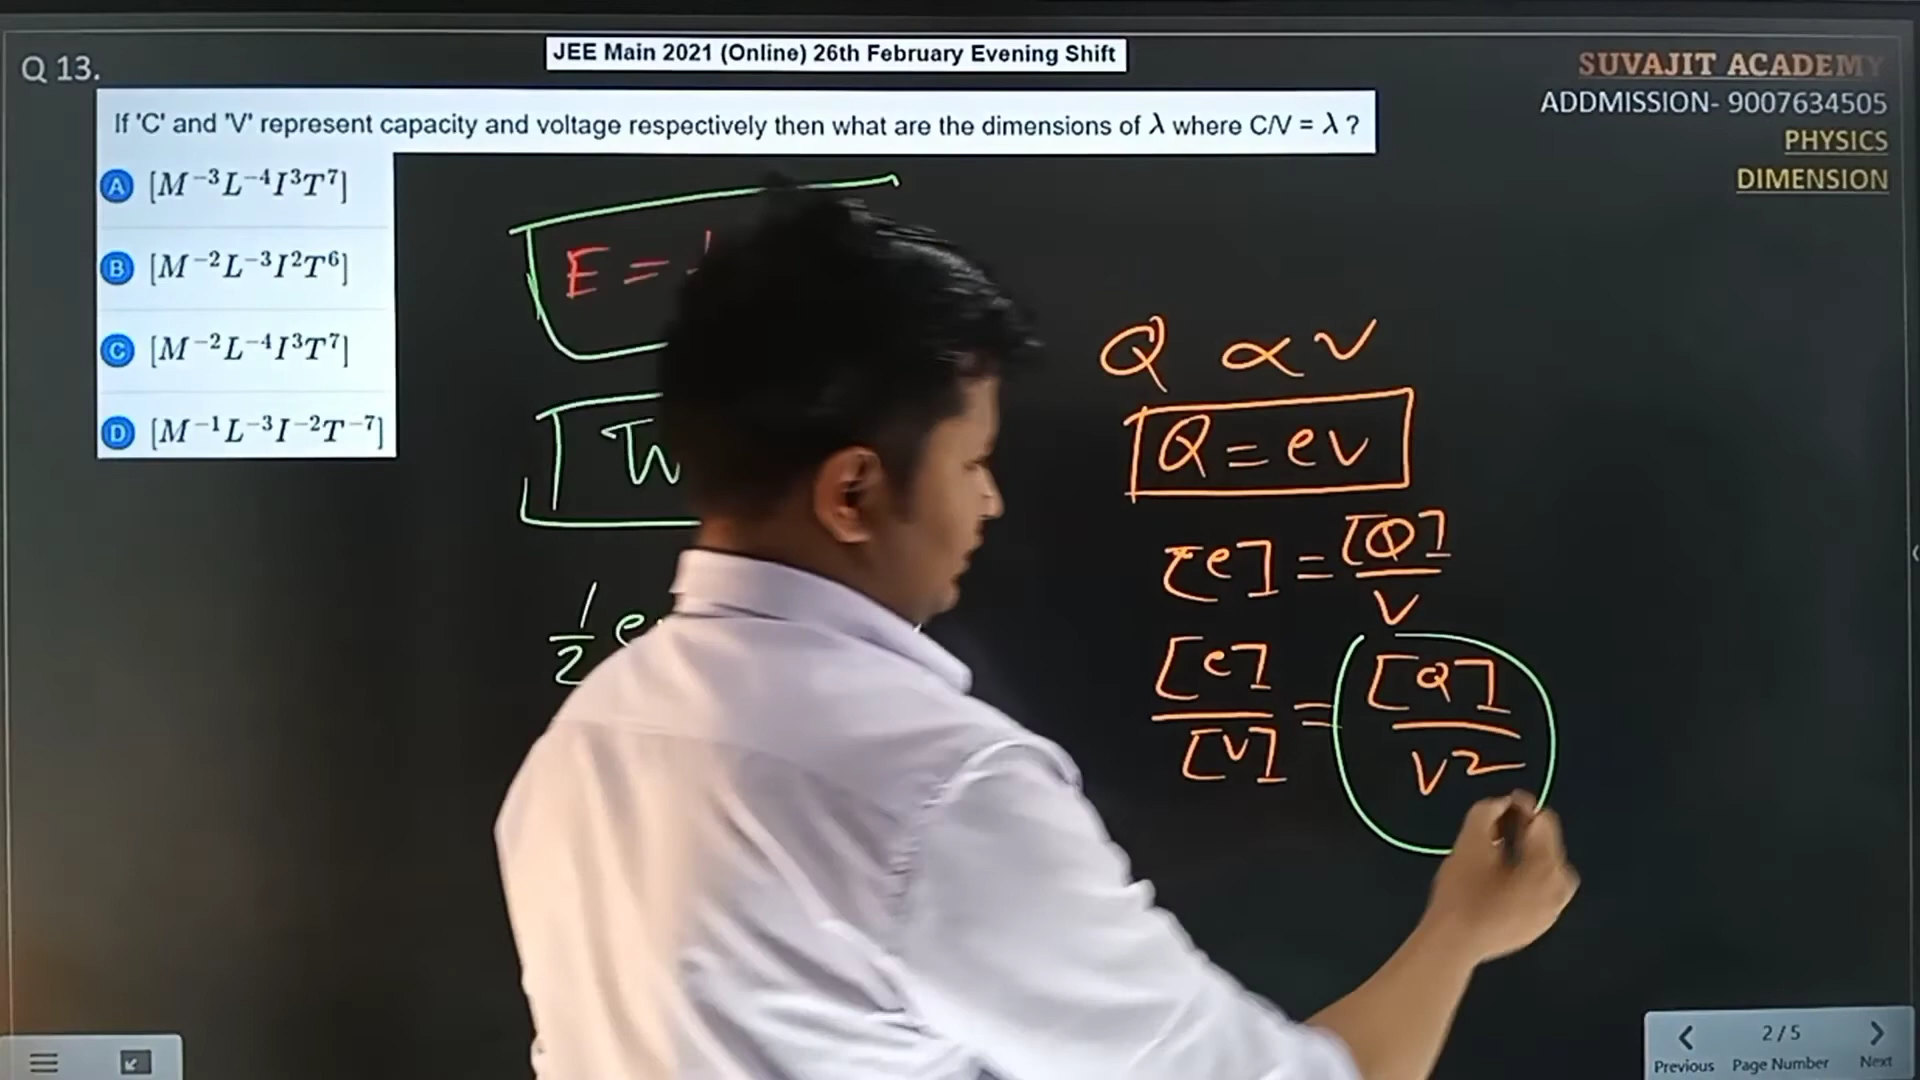 JEE Main 2021 (Online) 26th February Evening Shift
Q 13.
SUVAJIT ACADEMY
ADDMISSION- 9007634505
PHYSICS
DIMENSION
If 'C' and 'V' represent capacity and voltage respectively then what are the dimensions of λ where C/V = λ ?
A [M⁻³L⁻⁴I³T⁷]
B [M⁻²L⁻³I²T⁶]
C [M⁻²L⁻⁴I³T⁷]
D [M⁻¹L⁻³I⁻²T⁻⁷]
E =
1/2 e
Q ∝ V
Q = eV
[e] = [Q]/V
[e]/[V] = [Q]/V²
2 / 5
Previous Page Number Next